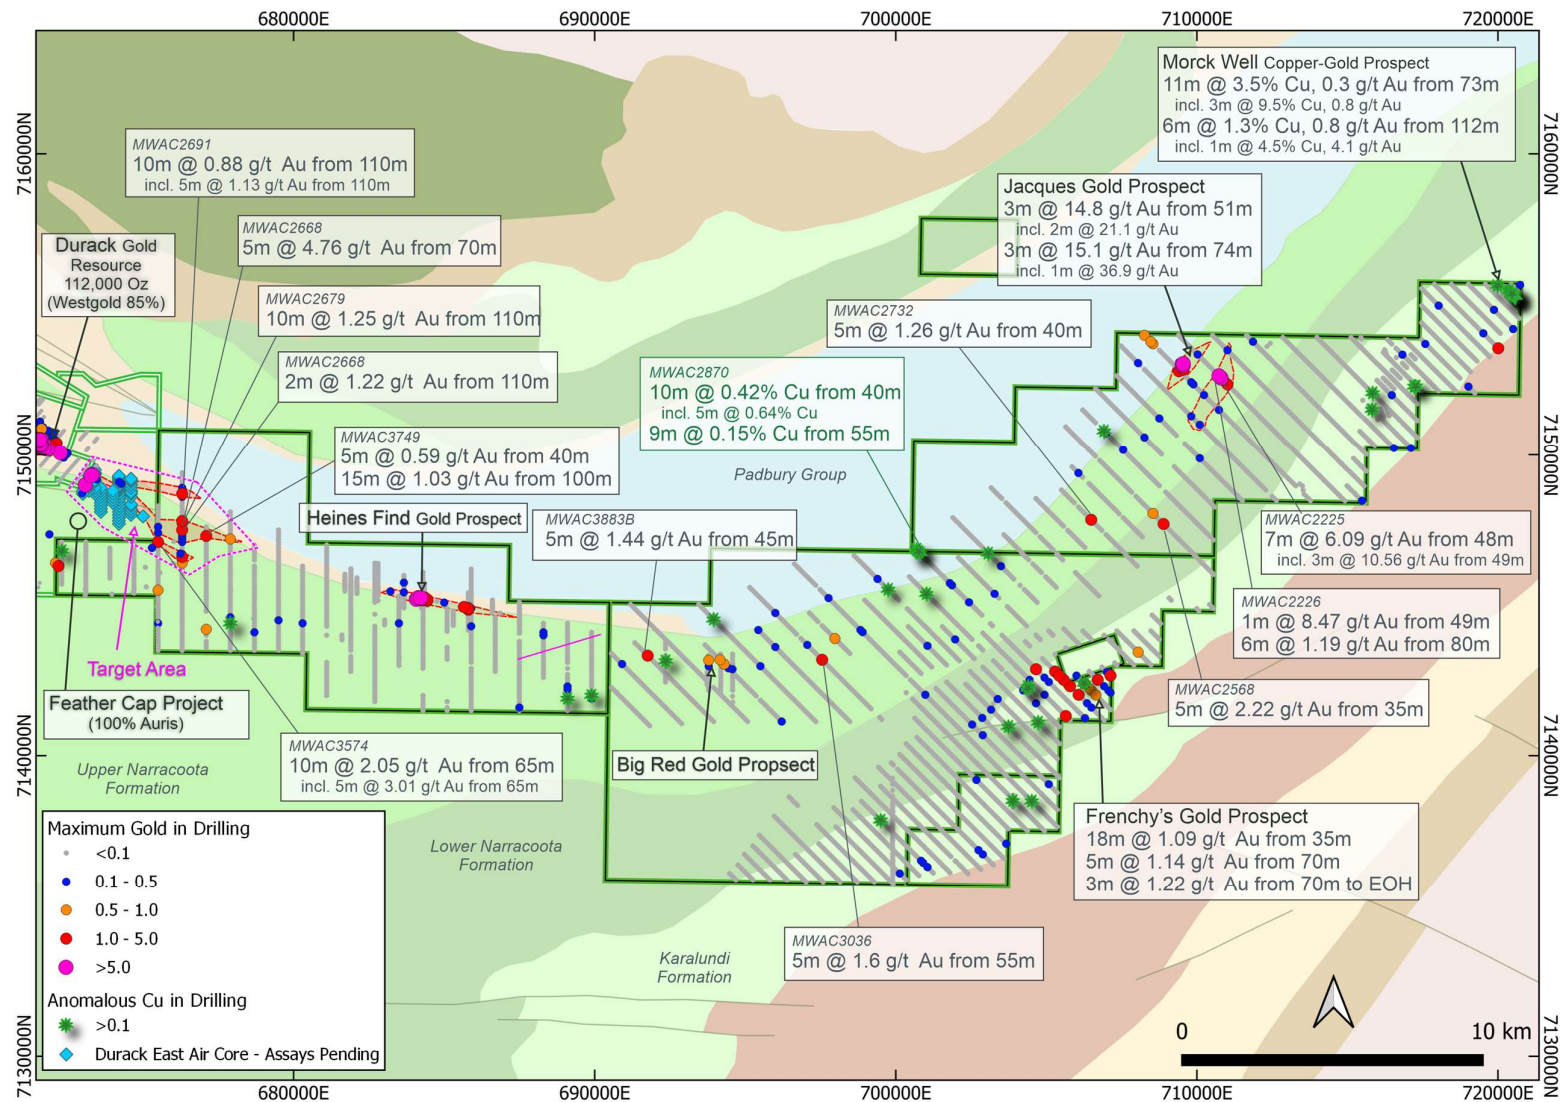 680000E
690000E
700000E
710000E
720000E
7160000N
7150000N
7140000N
7130000N
7160000N
7150000N
7140000N
7130000N
680000E
690000E
700000E
710000E
720000E
Morck Well Copper-Gold Prospect
11m @ 3.5% Cu, 0.3 g/t Au from 73m
incl. 3m @ 9.5% Cu, 0.8 g/t Au
6m @ 1.3% Cu, 0.8 g/t Au from 112m
incl. 1m @ 4.5% Cu, 4.1 g/t Au
MWAC2691
10m @ 0.88 g/t Au from 110m
incl. 5m @ 1.13 g/t Au from 110m
Jacques Gold Prospect
3m @ 14.8 g/t Au from 51m
incl. 2m @ 21.1 g/t Au
3m @ 15.1 g/t Au from 74m
incl. 1m @ 36.9 g/t Au
MWAC2668
5m @ 4.76 g/t Au from 70m
Durack Gold
Resource
112,000 Oz
(Westgold 85%)
MWAC2679
10m @ 1.25 g/t Au from 110m
MWAC2732
5m @ 1.26 g/t Au from 40m
MWAC2668
2m @ 1.22 g/t Au from 110m
MWAC2870
10m @ 0.42% Cu from 40m
incl. 5m @ 0.64% Cu
9m @ 0.15% Cu from 55m
MWAC3749
5m @ 0.59 g/t Au from 40m
15m @ 1.03 g/t Au from 100m
Padbury Group
Heines Find Gold Prospect
MWAC3883B
5m @ 1.44 g/t Au from 45m
MWAC2225
7m @ 6.09 g/t Au from 48m
incl. 3m @ 10.56 g/t Au from 49m
MWAC2226
1m @ 8.47 g/t Au from 49m
6m @ 1.19 g/t Au from 80m
Target Area
MWAC2568
5m @ 2.22 g/t Au from 35m
Feather Cap Project
(100% Auris)
MWAC3574
10m @ 2.05 g/t Au from 65m
incl. 5m @ 3.01 g/t Au from 65m
Big Red Gold Propsect
Upper Narracoota
Formation
Lower Narracoota
Formation
Frenchy's Gold Prospect
18m @ 1.09 g/t Au from 35m
5m @ 1.14 g/t Au from 70m
3m @ 1.22 g/t Au from 70m to EOH
MWAC3036
5m @ 1.6 g/t Au from 55m
Karalundi
Formation
Maximum Gold in Drilling
<0.1
0.1 - 0.5
0.5 - 1.0
1.0 - 5.0
>5.0
Anomalous Cu in Drilling
>0.1
Durack East Air Core - Assays Pending
0
10 km